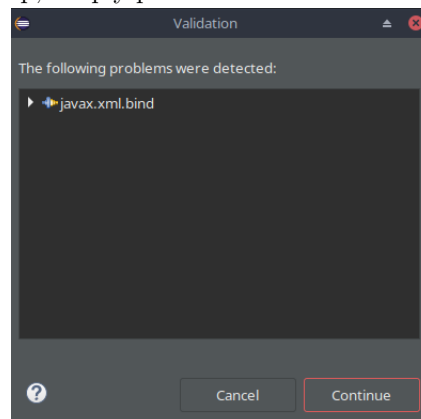 Validation
The following problems were detected:
javax.xml.bind
Cancel
Continue